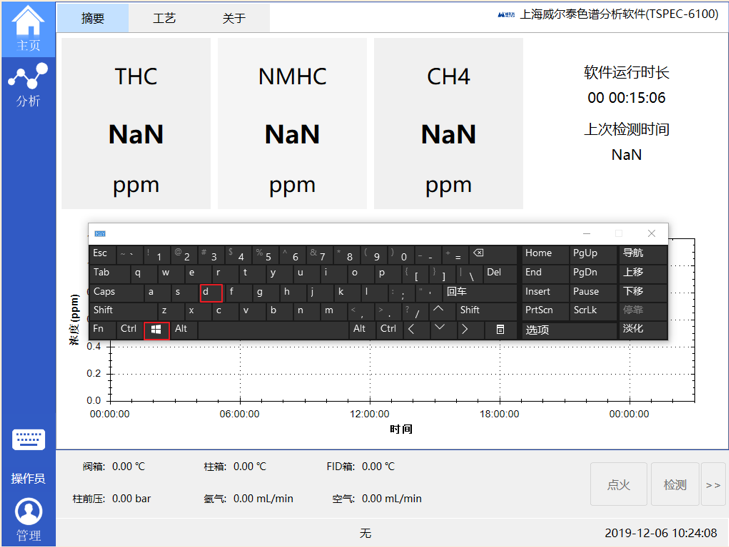 主页
分析
操作员
管理
摘要 工艺 关于
上海威尔泰色谱分析软件(TSPEC-6100)
THC NMHC CH4
NaN NaN NaN
ppm ppm ppm
软件运行时长
00 00:15:06
上次检测时间
NaN
Esc ~ ` ! 1 @ 2 # 3 $ 4 % 5 ^ 6 & 7 * 8 ( 9 ) 0 _ - + = Home PgUp 导航
Tab q w e r t y u i o p { [ } ] | \ Del End PgDn 上移
Caps a s d f g h j k l : ; " ' 回车 Insert Pause 下移
Shift z x c v b n m < , > . ? / Shift PrtScn ScrLk 停靠
Fn Ctrl Alt Alt Ctrl 选项 淡化
浓度(ppm)
0.4
0.2
0.0
00:00:00 06:00:00 12:00:00 18:00:00 00:00:00
时间
阀箱: 0.00 ℃ 柱箱: 0.00 ℃ FID箱: 0.00 ℃
柱前压: 0.00 bar 氢气: 0.00 mL/min 空气: 0.00 mL/min
点火 检测 >>
无
2019-12-06 10:24:08